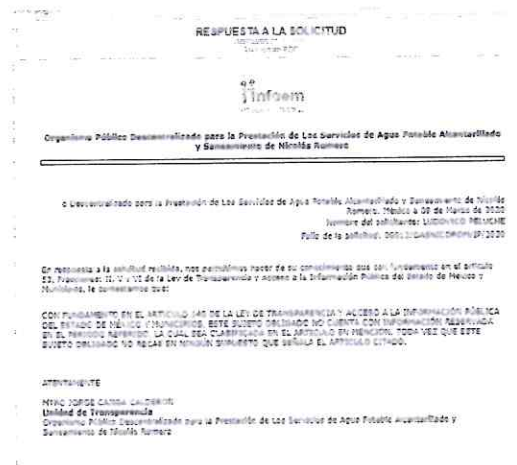 RESPUESTA A LA SOLICITUD
infoem
Organismo Público Descentralizado para la Prestación de Los Servicios de Agua Potable Alcantarillado
y Saneamiento de Nicolás Romero
o Descentralizado para la Prestación de Los Servicios de Agua Potable Alcantarillado y Saneamiento de Nicolás
Romero, México a 09 de Marzo de 2020
Nombre del solicitante: LUDOVICO PELUCHE
Folio de la solicitud:
En respuesta a la solicitud recibida, nos permitimos hacer de su conocimiento que con fundamento en el artículo
53, Fracciones: II, V y VI de la Ley de Transparencia y Acceso a la Información Pública del Estado de México y
Municipios, le contestamos que:
CON FUNDAMENTO EN EL ARTICULO 140 DE LA LEY DE TRANSPARENCIA Y ACCESO A LA INFORMACIÓN PÚBLICA
DEL ESTADO DE MÉXICO Y MUNICIPIOS, ESTE SUJETO OBLIGADO NO CUENTA CON INFORMACIÓN RESERVADA
EN EL PERIODO REFERIDO, LA CUAL SEA CLASIFICADA EN EL ARTICULO EN MENCION, TODA VEZ QUE ESTE
SUJETO OBLIGADO NO RECAE EN NINGÚN SUPUESTO QUE SEÑALA EL ARTICULO CITADO.
ATENTAMENTE
JORGE CALDERON
Unidad de Transparencia
Organismo Público Descentralizado para la Prestación de Los Servicios de Agua Potable Alcantarillado y
Saneamiento de Nicolás Romero